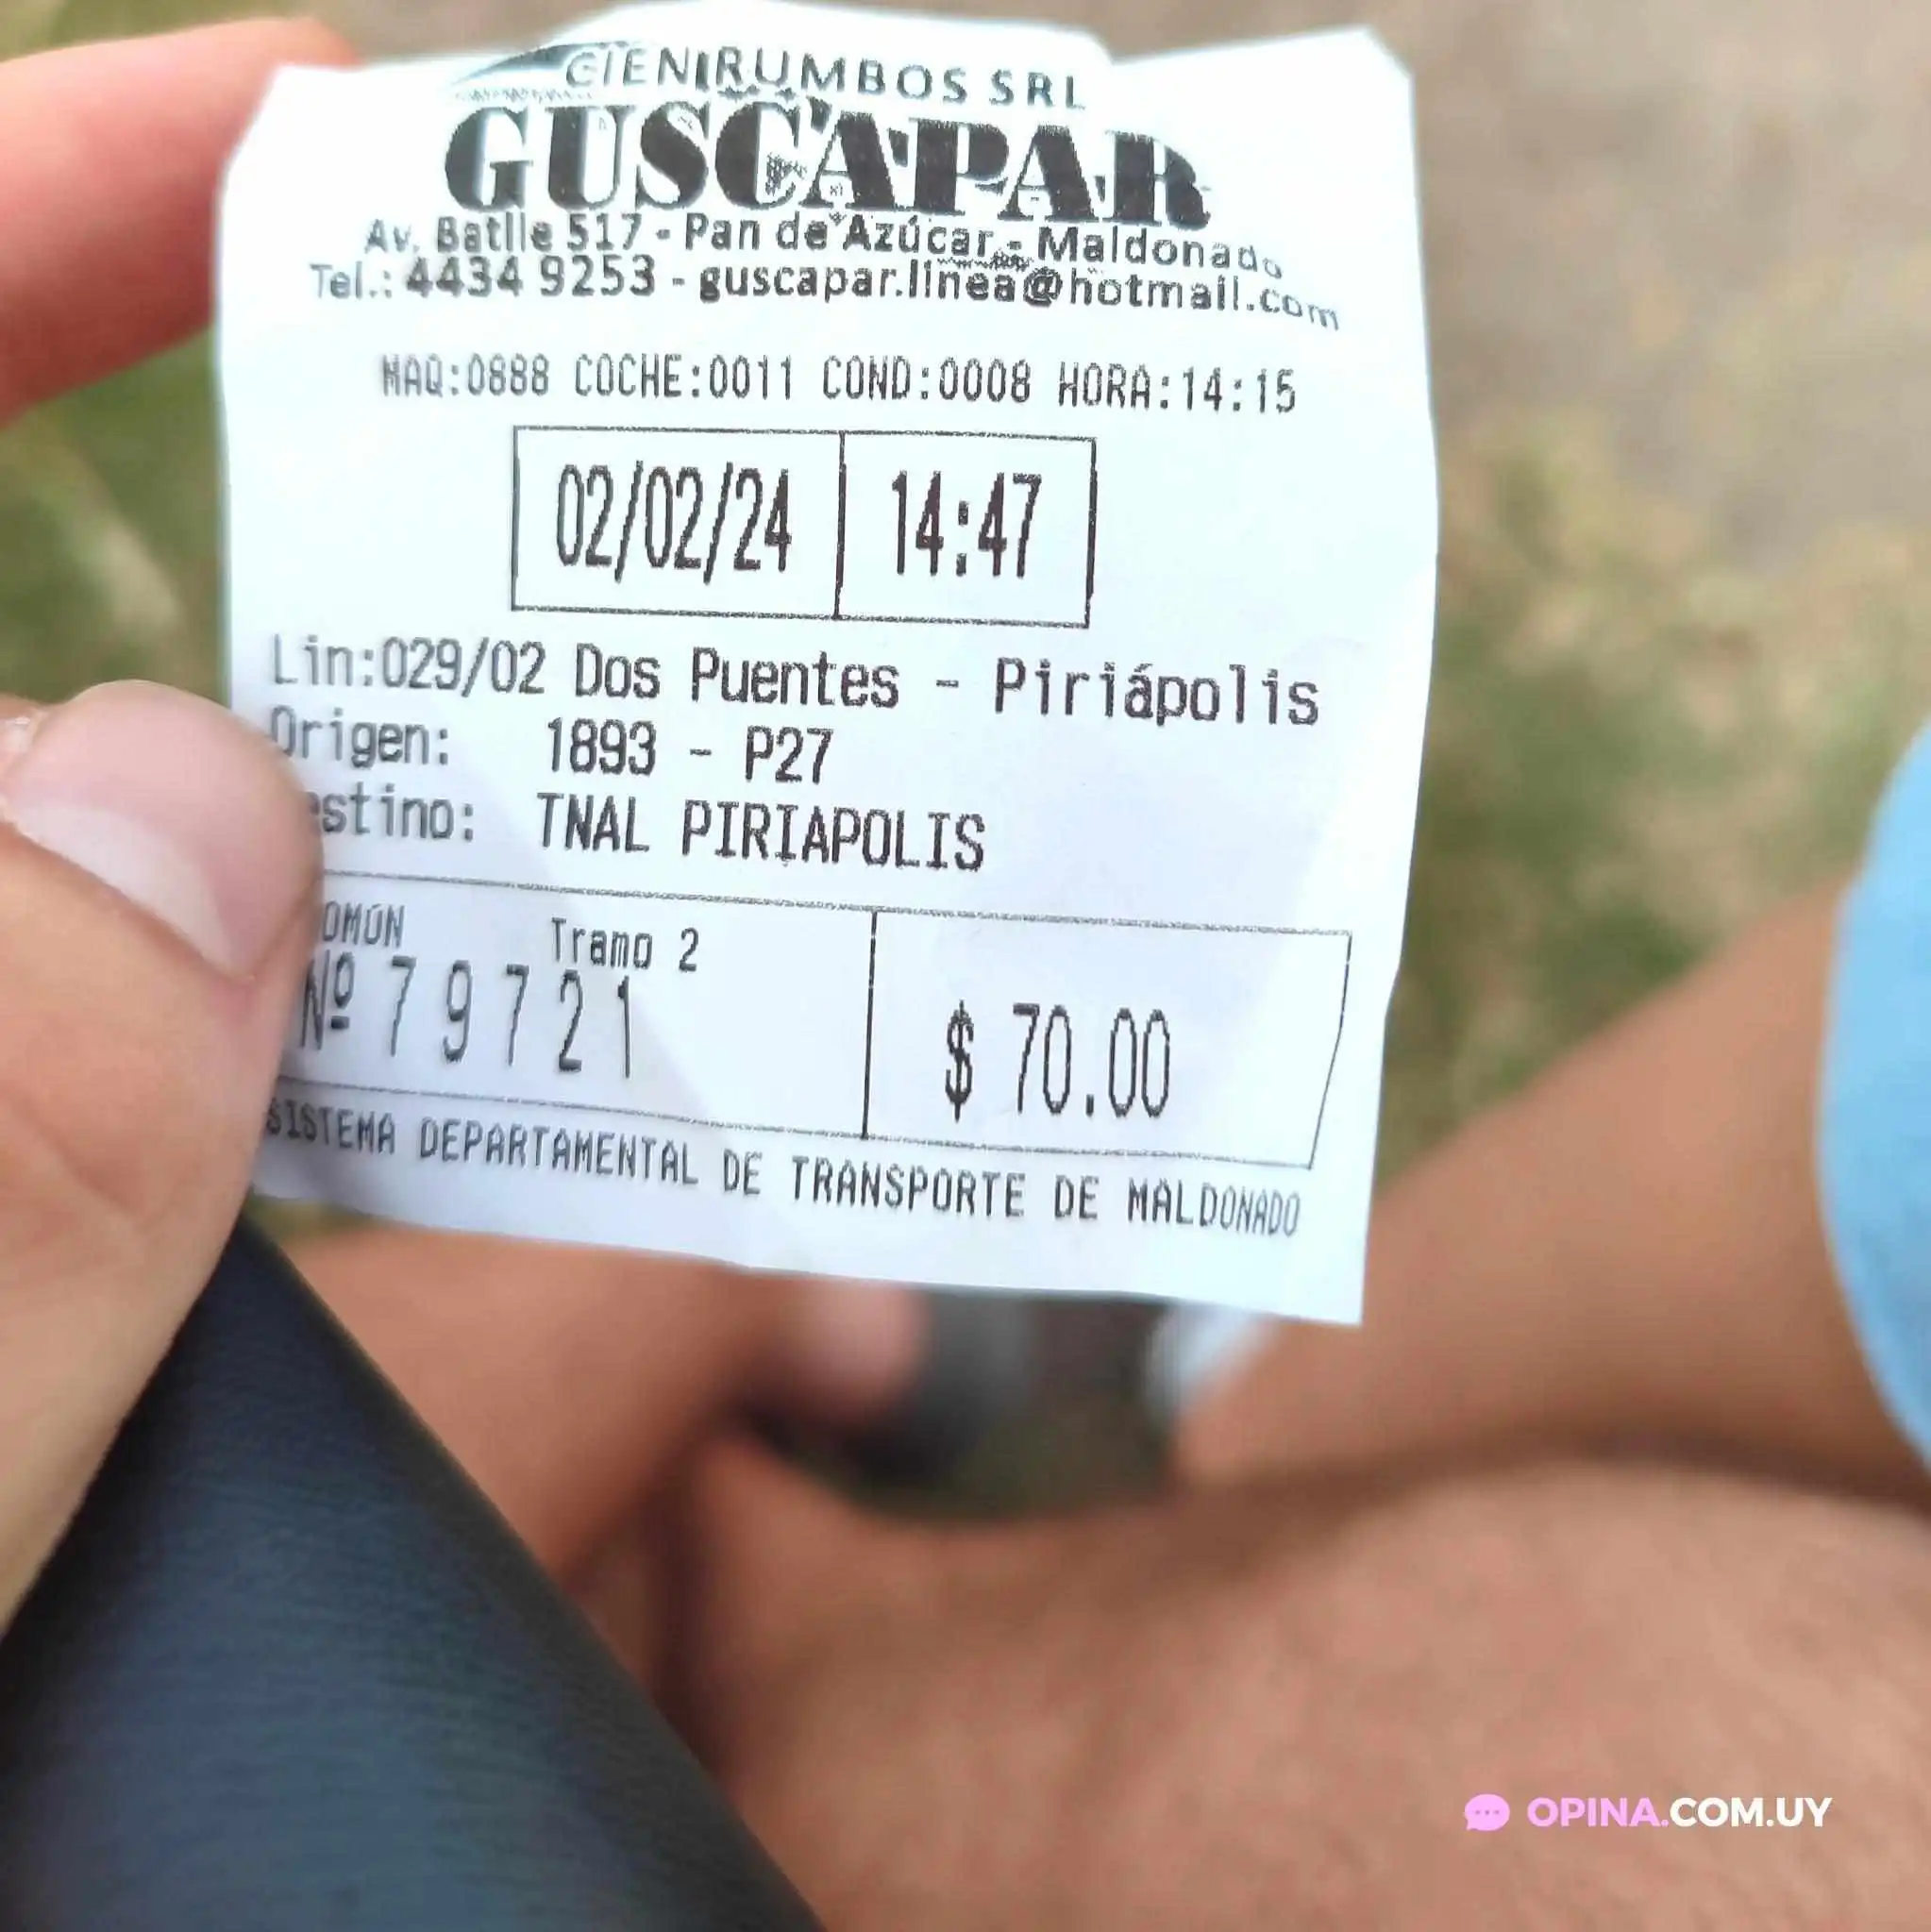 CIENRUMBOS SRL
GUSCAPAR
Av. Batlle 517 - Pan de Azúcar - Maldonado
Tel.: 4434 9253 - guscapar.linea@hotmail.com
MAQ:0888 COCHE:0011 COND:0008 HORA:14:15
02/02/24 14:47
Lin:029/02 Dos Puentes - Piriápolis
Origen: 1893 - P27
estino: TNAL PIRIAPOLIS
OMÚN Tramo 2
Nº 79721 $ 70.00
SISTEMA DEPARTAMENTAL DE TRANSPORTE DE MALDONADO
OPINA.COM.UY